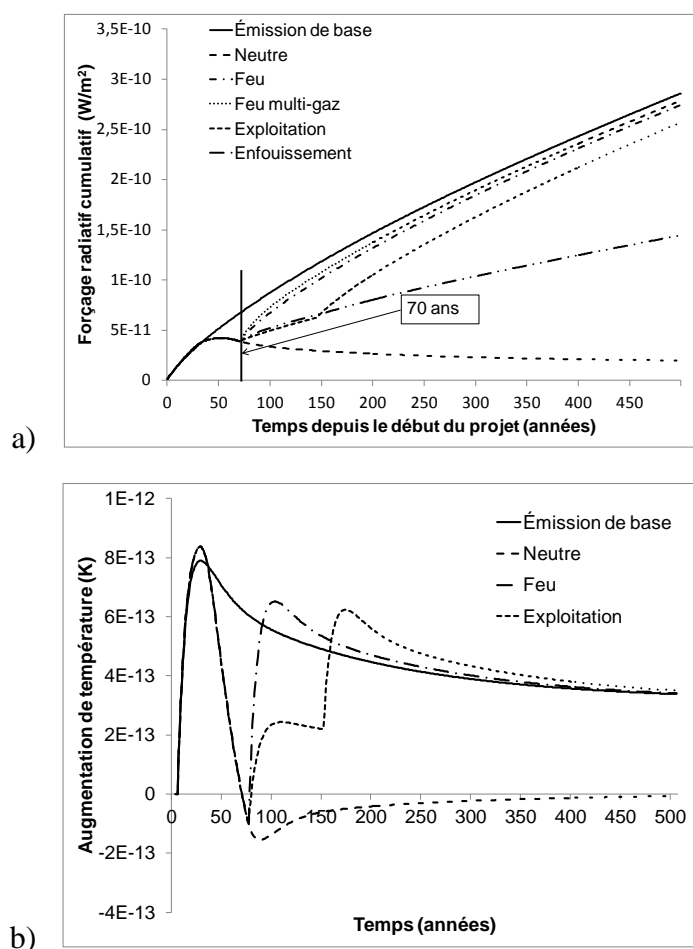 a)
Forçage radiatif cumulatif (W/m²)
3,5E-10
3E-10
2,5E-10
2E-10
1,5E-10
1E-10
5E-11
0
Émission de base
Neutre
Feu
Feu multi-gaz
Exploitation
Enfouissement
70 ans
0 50 100 150 200 250 300 350 400 450
Temps depuis le début du projet (années)
b)
Augmentation de température (K)
1E-12
8E-13
6E-13
4E-13
2E-13
0
-2E-13
-4E-13
Émission de base
Neutre
Feu
Exploitation
0 50 100 150 200 250 300 350 400 450 500
Temps (années)